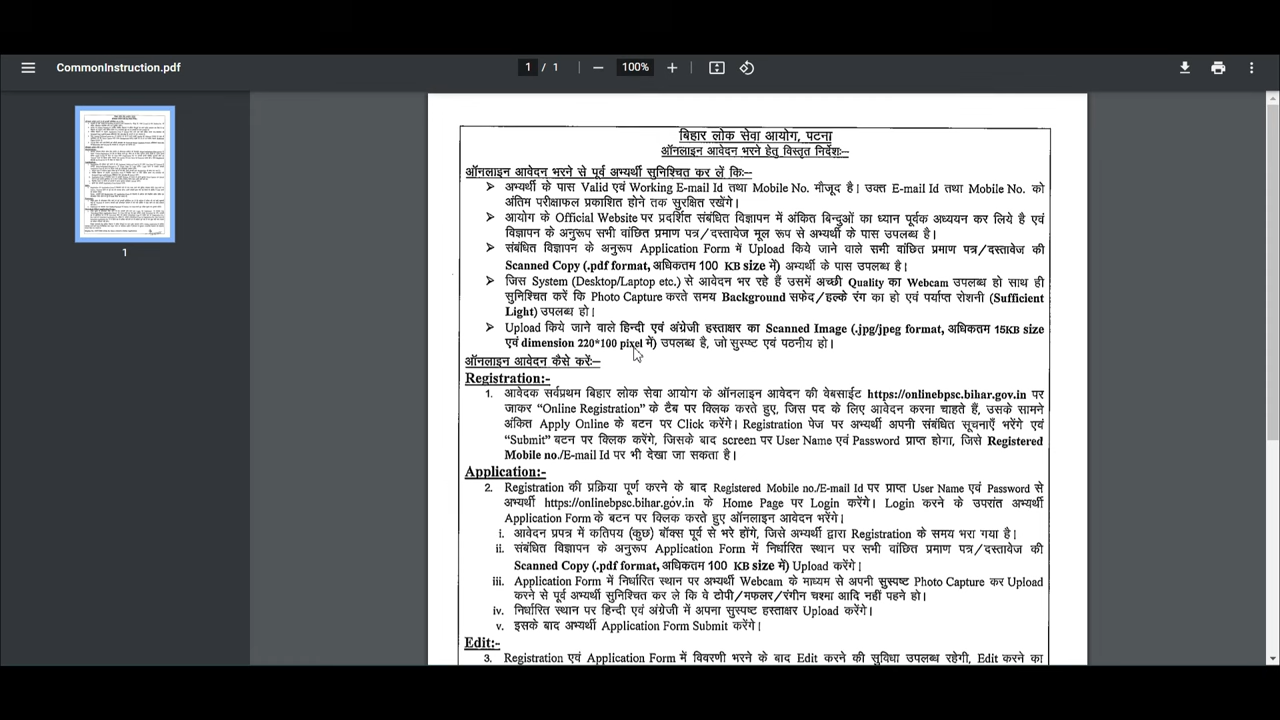 CommonInstruction.pdf
1 / 1
100%
1
बिहार लोक सेवा आयोग, पटना
ऑनलाइन आवेदन भरने हेतु विस्तृत निर्देशः–
ऑनलाइन आवेदन भरने से पूर्व अभ्यर्थी सुनिश्चित कर लें किः–
➢ अभ्यर्थी के पास Valid एवं Working E-mail Id तथा Mobile No. मौजूद है। उक्त E-mail Id तथा Mobile No. को
अंतिम परीक्षाफल प्रकाशित होने तक सुरक्षित रखेंगे।
➢ आयोग के Official Website पर प्रदर्शित संबंधित विज्ञापन में अंकित बिन्दुओं का ध्यान पूर्वक अध्ययन कर लिये है एवं
विज्ञापन के अनुरूप सभी वांछित प्रमाण पत्र/दस्तावेज मूल रूप से अभ्यर्थी के पास उपलब्ध है।
➢ संबंधित विज्ञापन के अनुरूप Application Form में Upload किये जाने वाले सभी वांछित प्रमाण पत्र/दस्तावेज की
Scanned Copy (.pdf format, अधिकतम 100 KB size में) अभ्यर्थी के पास उपलब्ध है।
➢ जिस System (Desktop/Laptop etc.) से आवेदन भर रहे हैं उसमें अच्छी Quality का Webcam उपलब्ध हो साथ ही
सुनिश्चित करें कि Photo Capture करते समय Background सफेद/हल्के रंग का हो एवं पर्याप्त रोशनी (Sufficient
Light) उपलब्ध हो।
➢ Upload किये जाने वाले हिन्दी एवं अंग्रेजी हस्ताक्षर का Scanned Image (.jpg/jpeg format, अधिकतम 15KB size
एवं dimension 220*100 pixel में) उपलब्ध है, जो सुस्पष्ट एवं पठनीय हो।
ऑनलाइन आवेदन कैसे करेंः–
Registration:-
1. आवेदक सर्वप्रथम बिहार लोक सेवा आयोग के ऑनलाइन आवेदन की वेबसाईट https://onlinebpsc.bihar.gov.in पर
जाकर “Online Registration” के टैब पर क्लिक करते हुए, जिस पद के लिए आवेदन करना चाहते हैं, उसके सामने
अंकित Apply Online के बटन पर Click करेंगे। Registration पेज पर अभ्यर्थी अपनी संबंधित सूचनाएँ भरेंगे एवं
“Submit” बटन पर क्लिक करेंगे, जिसके बाद screen पर User Name एवं Password प्राप्त होगा, जिसे Registered
Mobile no./E-mail Id पर भी देखा जा सकता है।
Application:-
2. Registration की प्रक्रिया पूर्ण करने के बाद Registered Mobile no./E-mail Id पर प्राप्त User Name एवं Password से
अभ्यर्थी https://onlinebpsc.bihar.gov.in के Home Page पर Login करेंगें। Login करने के उपरांत अभ्यर्थी
Application Form के बटन पर क्लिक करते हुए ऑनलाइन आवेदन भरेंगें।
i. आवेदन प्रपत्र में कतिपय (कुछ) बॉक्स पूर्व से भरे होंगे, जिसे अभ्यर्थी द्वारा Registration के समय भरा गया है।
ii. संबंधित विज्ञापन के अनुरूप Application Form में निर्धारित स्थान पर सभी वांछित प्रमाण पत्र/दस्तावेज की
Scanned Copy (.pdf format, अधिकतम 100 KB size में) Upload करेंगे।
iii. Application Form में निर्धारित स्थान पर अभ्यर्थी Webcam के माध्यम से अपनी सुस्पष्ट Photo Capture कर Upload
करने से पूर्व अभ्यर्थी सुनिश्चित कर ले कि वे टोपी/मफलर/रंगीन चश्मा आदि नहीं पहने हो।
iv. निर्धारित स्थान पर हिन्दी एवं अंग्रेजी में अपना सुस्पष्ट हस्ताक्षर Upload करेंगे।
v. इसके बाद अभ्यर्थी Application Form Submit करेंगे।
Edit:-
3. Registration एवं Application Form में विवरणी भरने के बाद Edit करने की सुविधा उपलब्ध रहेगी, Edit करने का